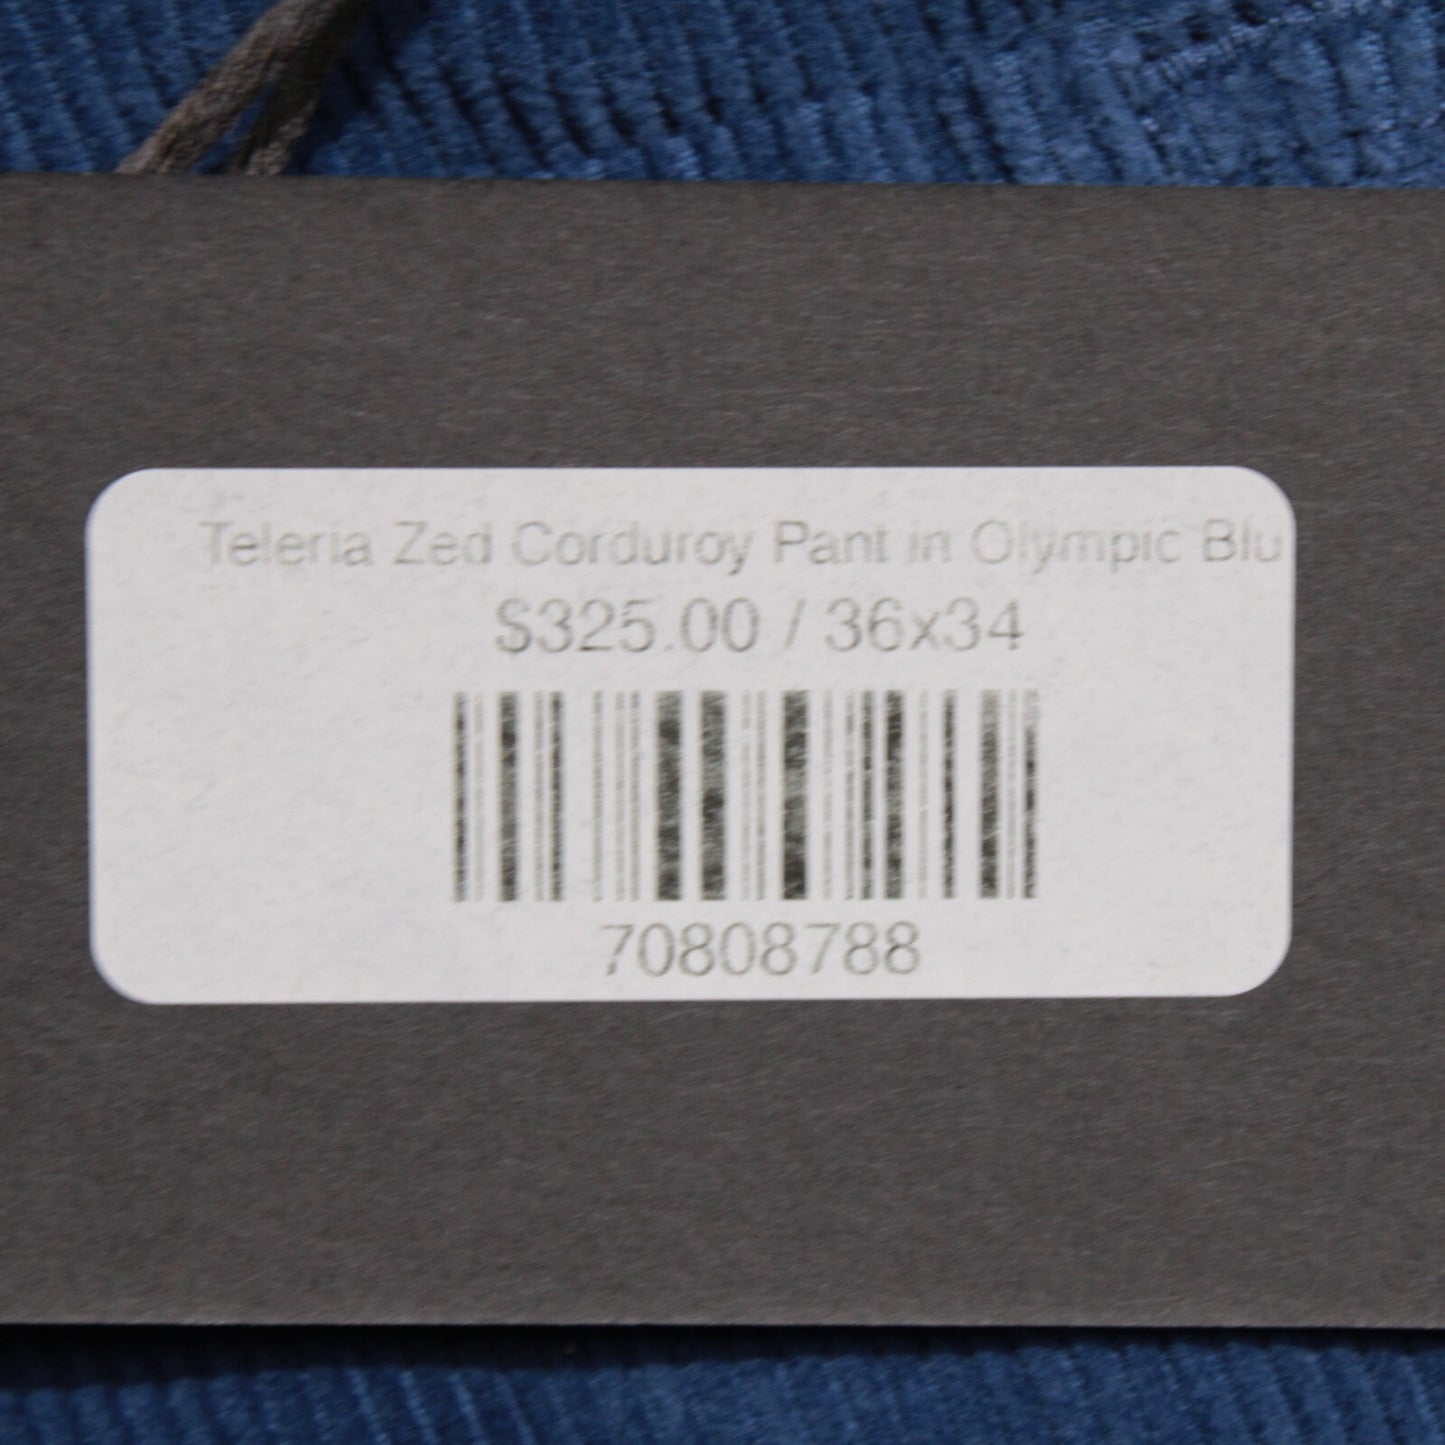 Teleria Zed Corduroy Pant in Olympic Blu
$325.00 / 36x34
70808788